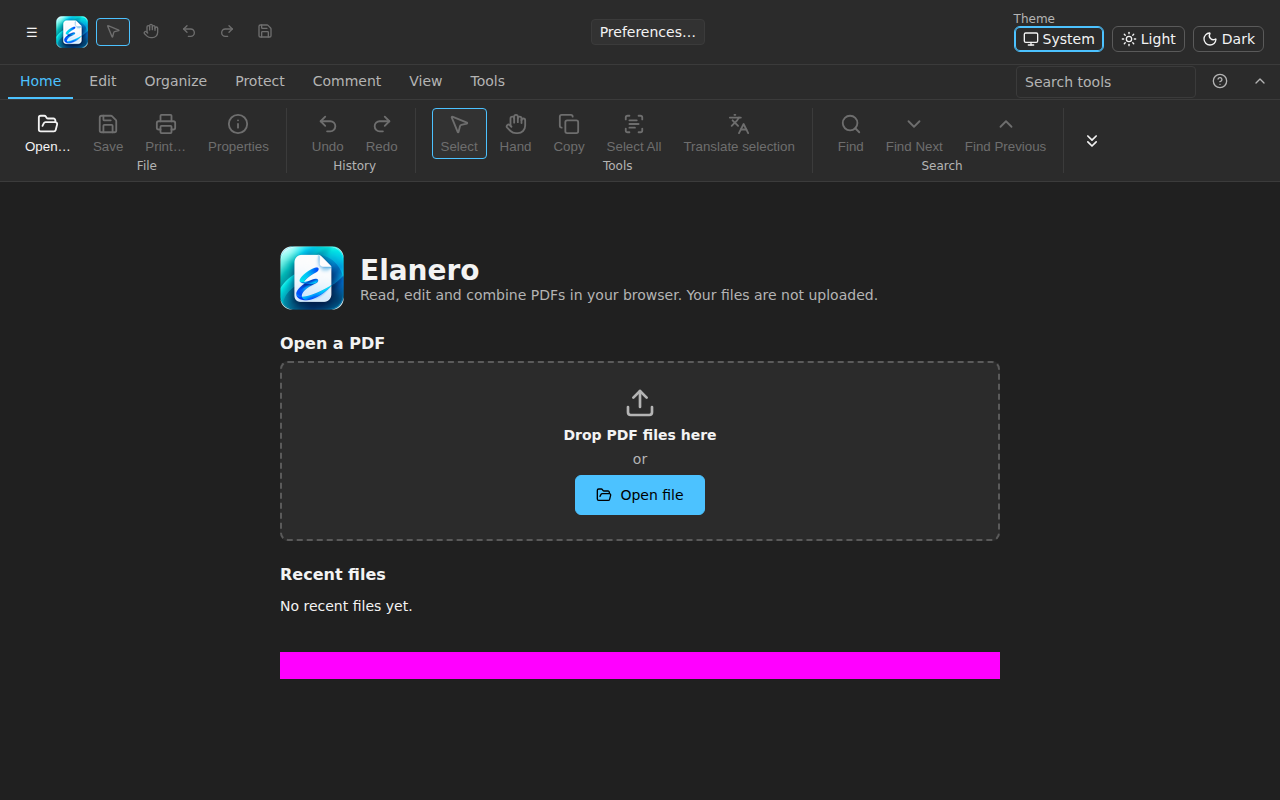 Preferences...
Theme
System
Light
Dark
Home
Edit
Organize
Protect
Comment
View
Tools
Search tools
Open...
Save
Print...
Properties
File
Undo
Redo
History
Select
Hand
Copy
Select All
Translate selection
Tools
Find
Find Next
Find Previous
Search
Elanero
Read, edit and combine PDFs in your browser. Your files are not uploaded.
Open a PDF
Drop PDF files here
or
Open file
Recent files
No recent files yet.